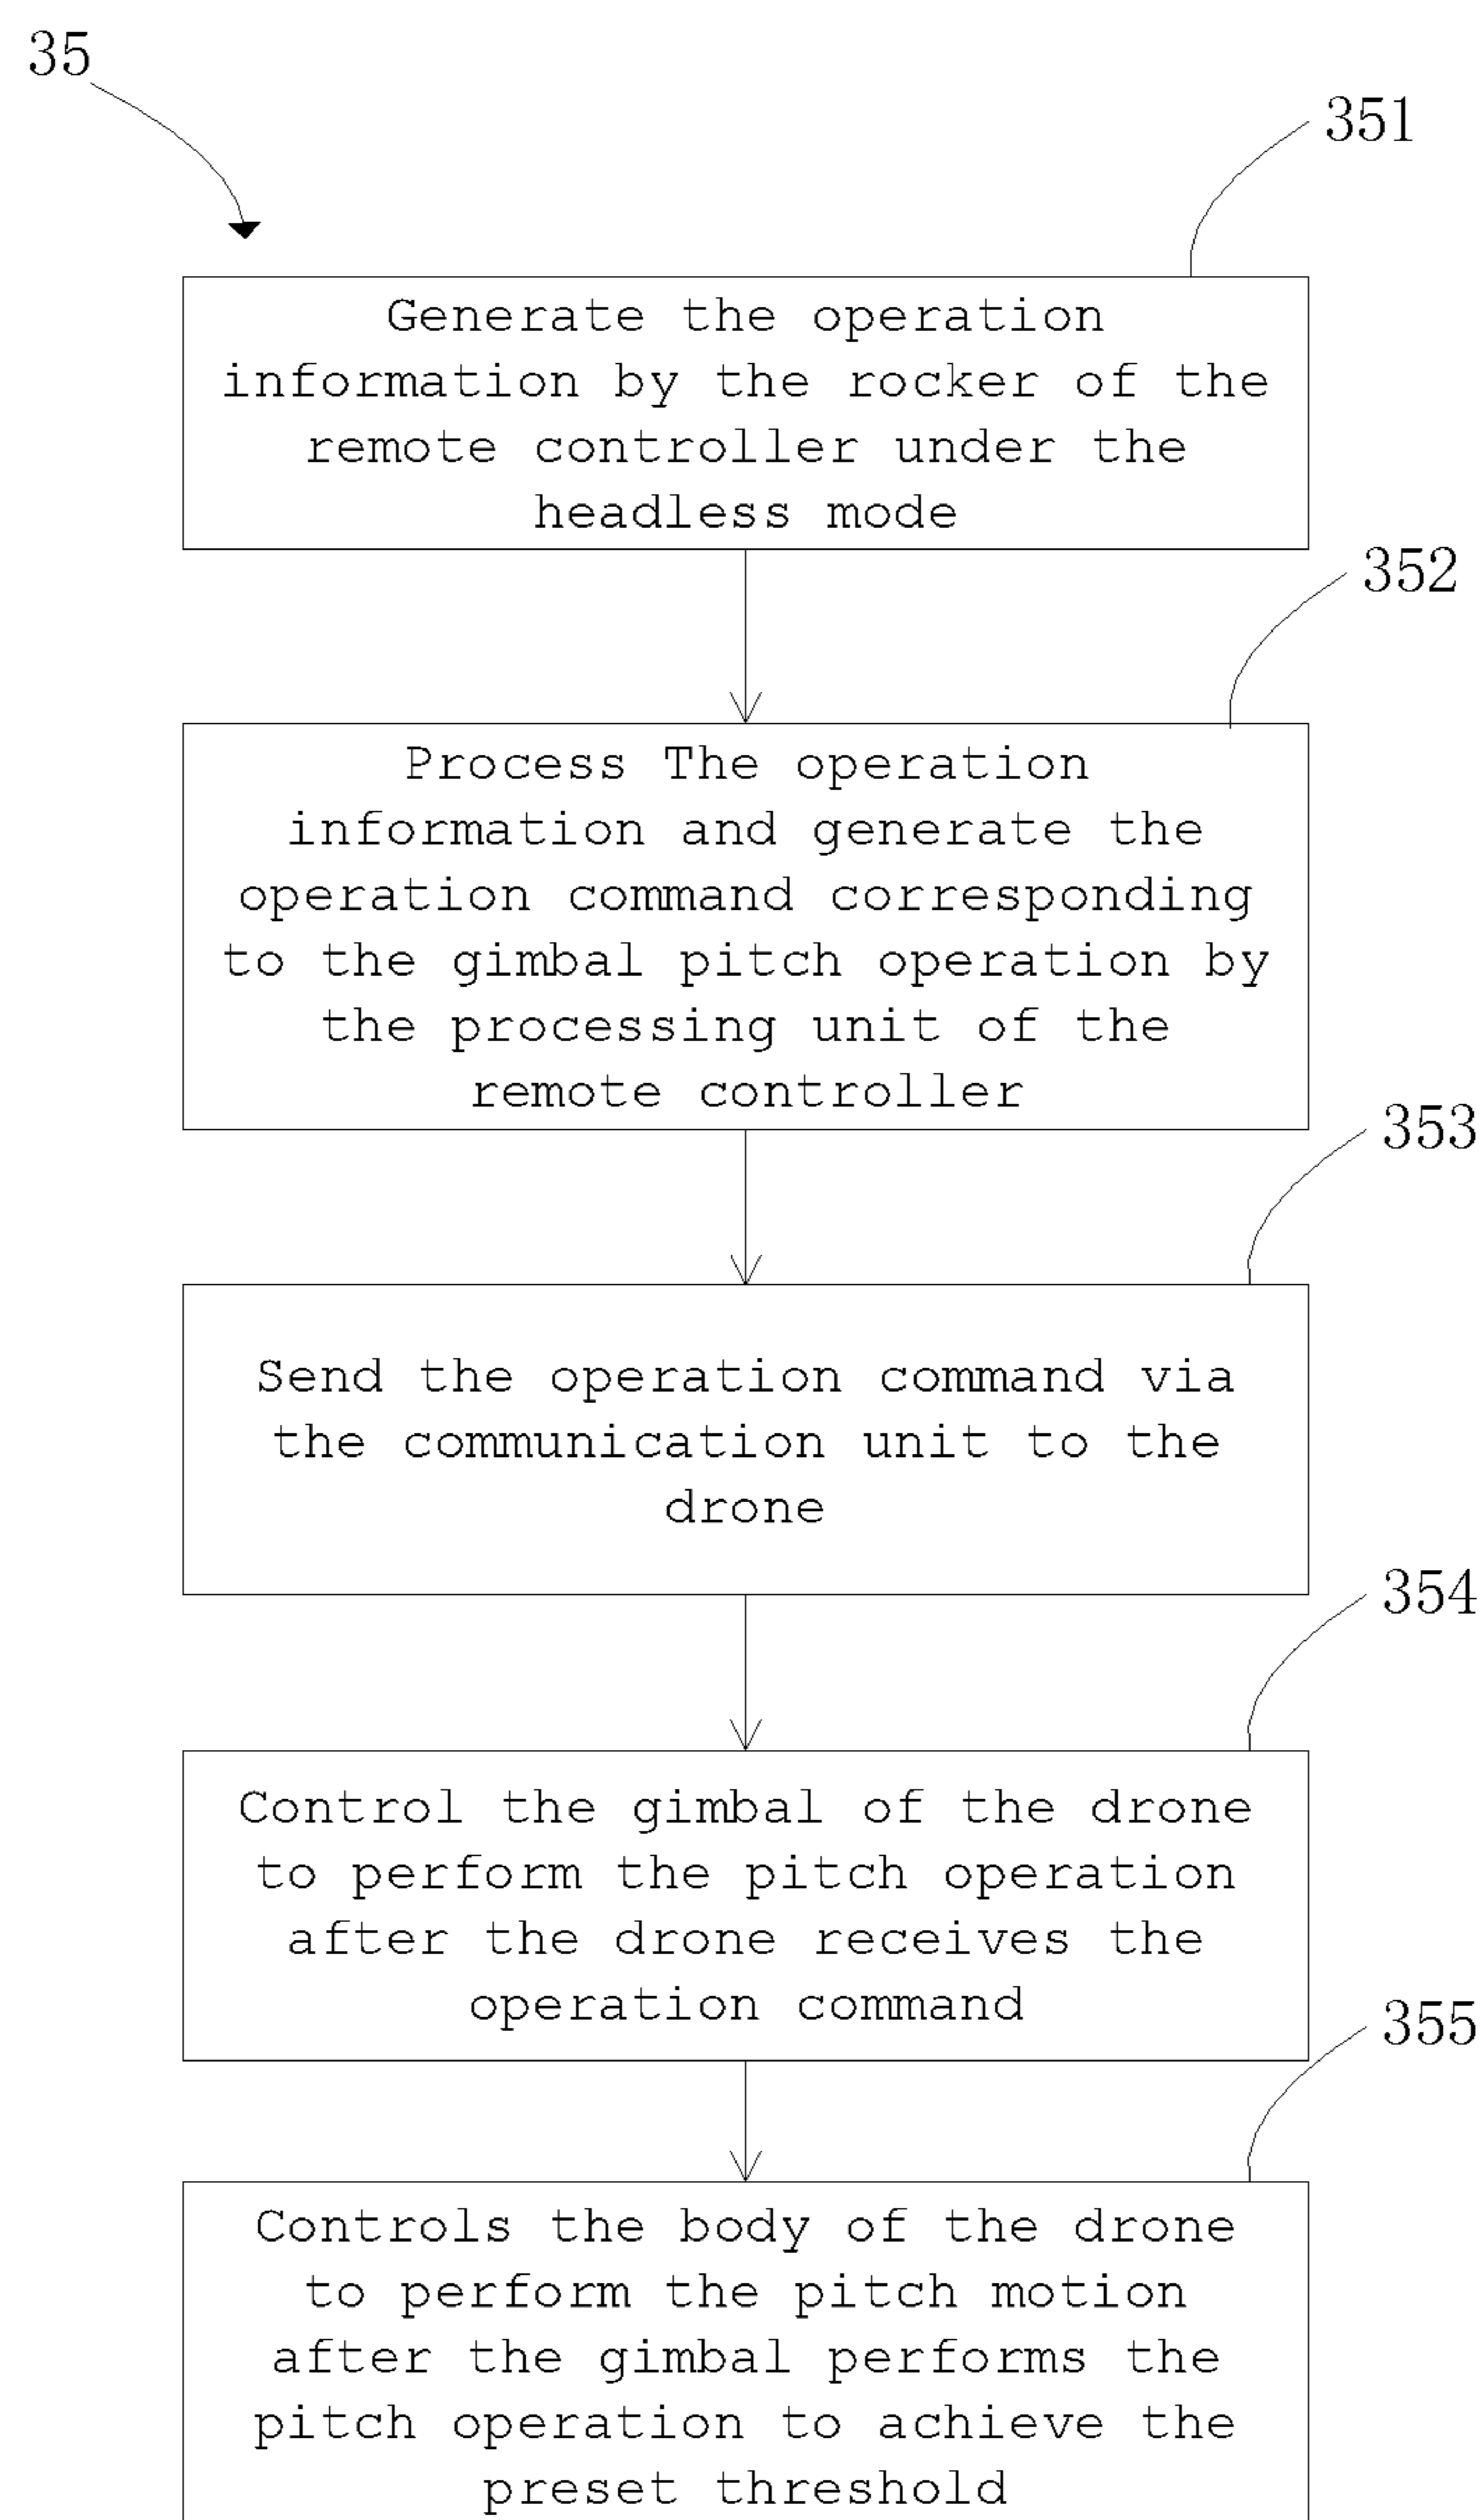 35
351
Generate the operation
information by the rocker of the
remote controller under the
headless mode
352
Process The operation
information and generate the
operation command corresponding
to the gimbal pitch operation by
the processing unit of the
remote controller
353
Send the operation command via
the communication unit to the
drone
354
Control the gimbal of the drone
to perform the pitch operation
after the drone receives the
operation command
355
Controls the body of the drone
to perform the pitch motion
after the gimbal performs the
pitch operation to achieve the
preset threshold